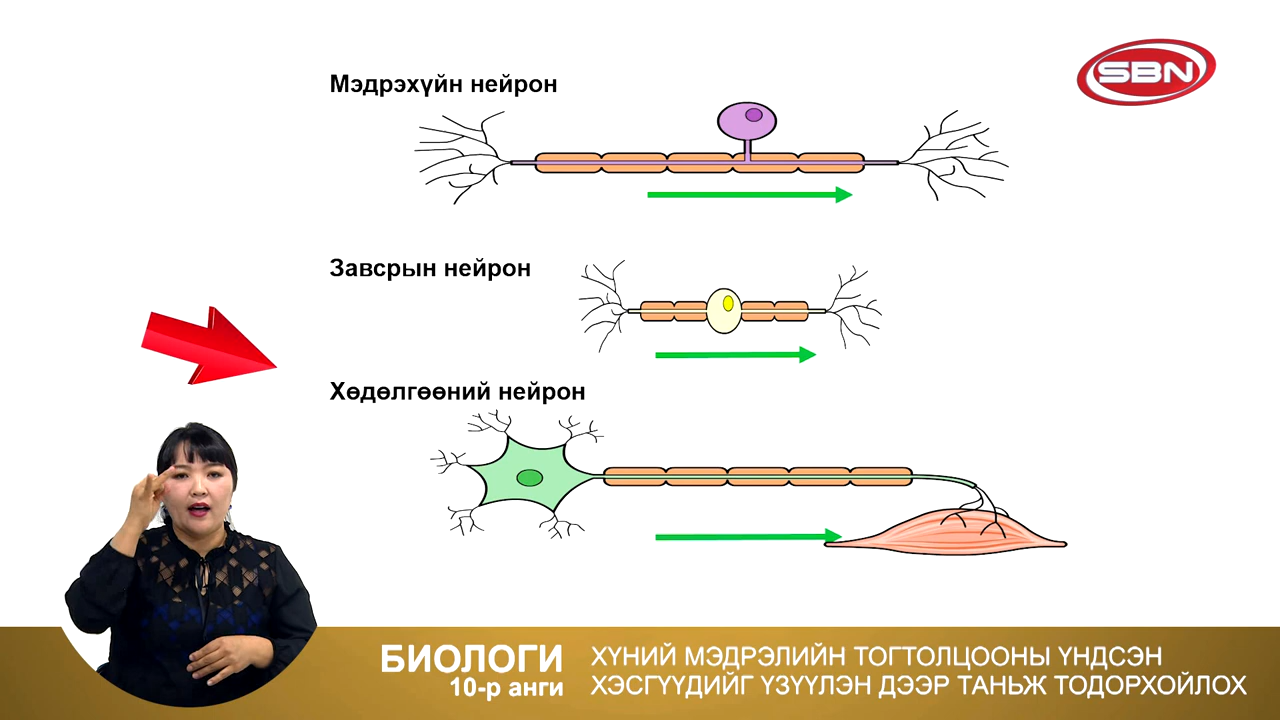 Мэдрэхүйн нейрон
SBN
Завсрын нейрон
Хөдөлгөөний нейрон
БИОЛОГИ
10-р анги
ХҮНИЙ МЭДРЭЛИЙН ТОГТОЛЦООНЫ ҮНДСЭН
ХЭСГҮҮДИЙГ ҮЗҮҮЛЭН ДЭЭР ТАНЬЖ ТОДОРХОЙЛОХ